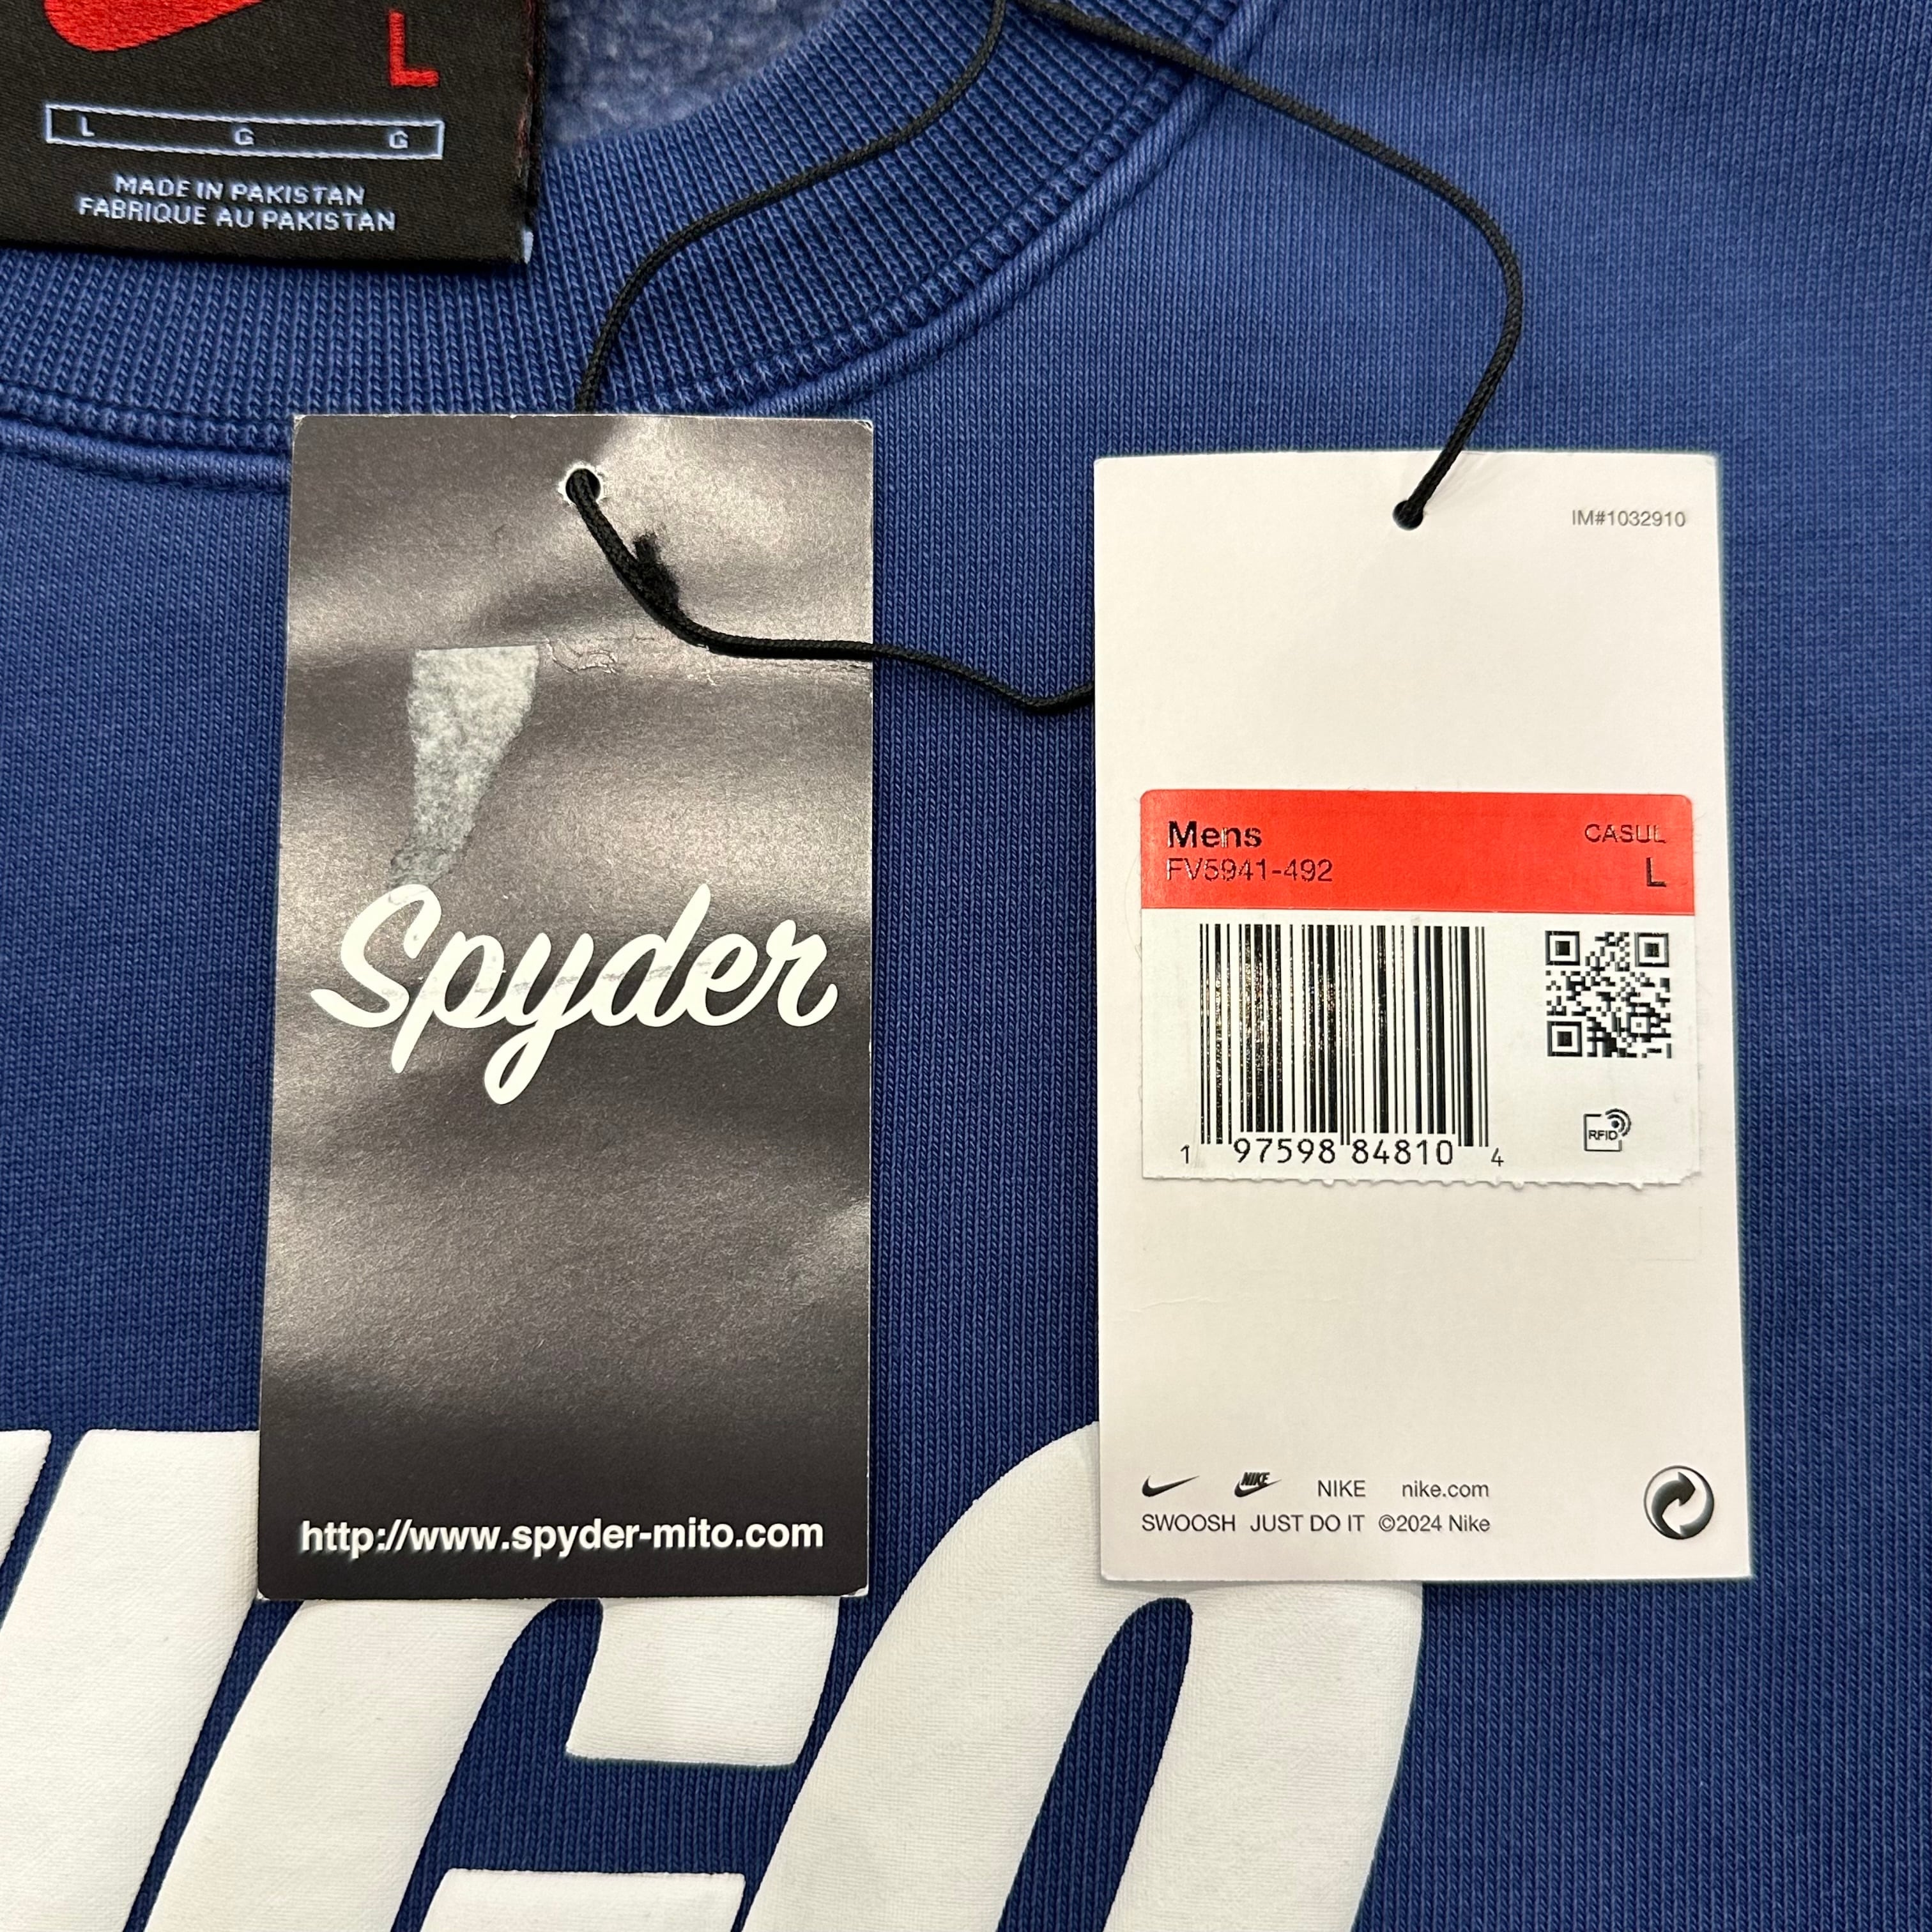 L
L G G
MADE IN PAKISTAN
FABRIQUE AU PAKISTAN
Spyder
http://www.spyder-mito.com
IM#1032910
Mens CASUL
FV5941-492 L
1 97598 84810 4
RFID
NIKE NIKE nike.com
SWOOSH JUST DO IT ©2024 Nike